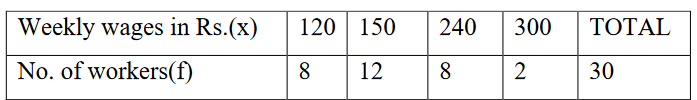 Weekly wages in Rs.(x) 120 150 240 300 TOTAL
No. of workers(f) 8 12 8 2 30